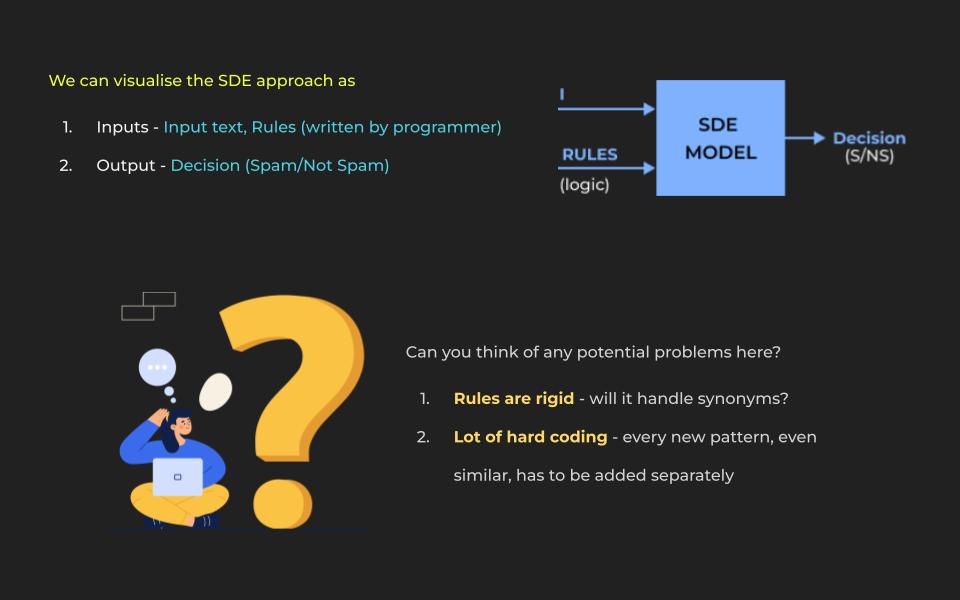 We can visualise the SDE approach as
1. Inputs - Input text, Rules (written by programmer)
2. Output - Decision (Spam/Not Spam)
I
RULES
(logic)
SDE
MODEL
Decision
(S/NS)
Can you think of any potential problems here?
1. Rules are rigid - will it handle synonyms?
2. Lot of hard coding - every new pattern, even
similar, has to be added separately